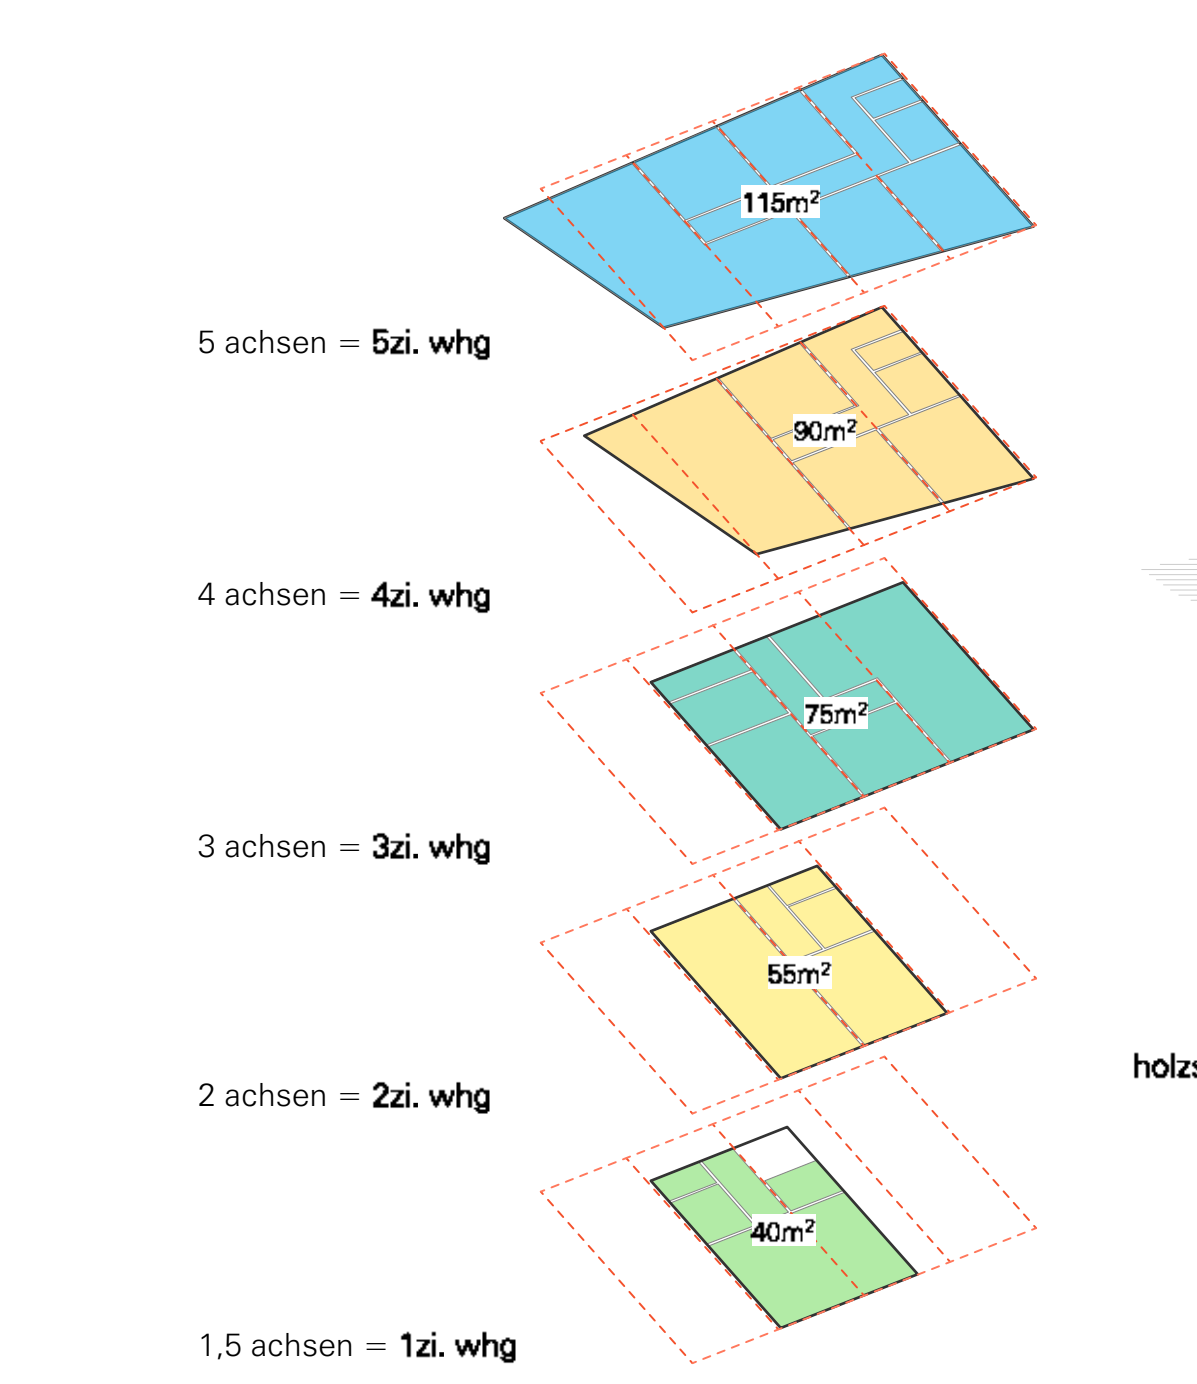 115m²
5 achsen = 5zi. whg
90m²
4 achsen = 4zi. whg
75m²
3 achsen = 3zi. whg
55m²
holzs
2 achsen = 2zi. whg
40m²
1,5 achsen = 1zi. whg